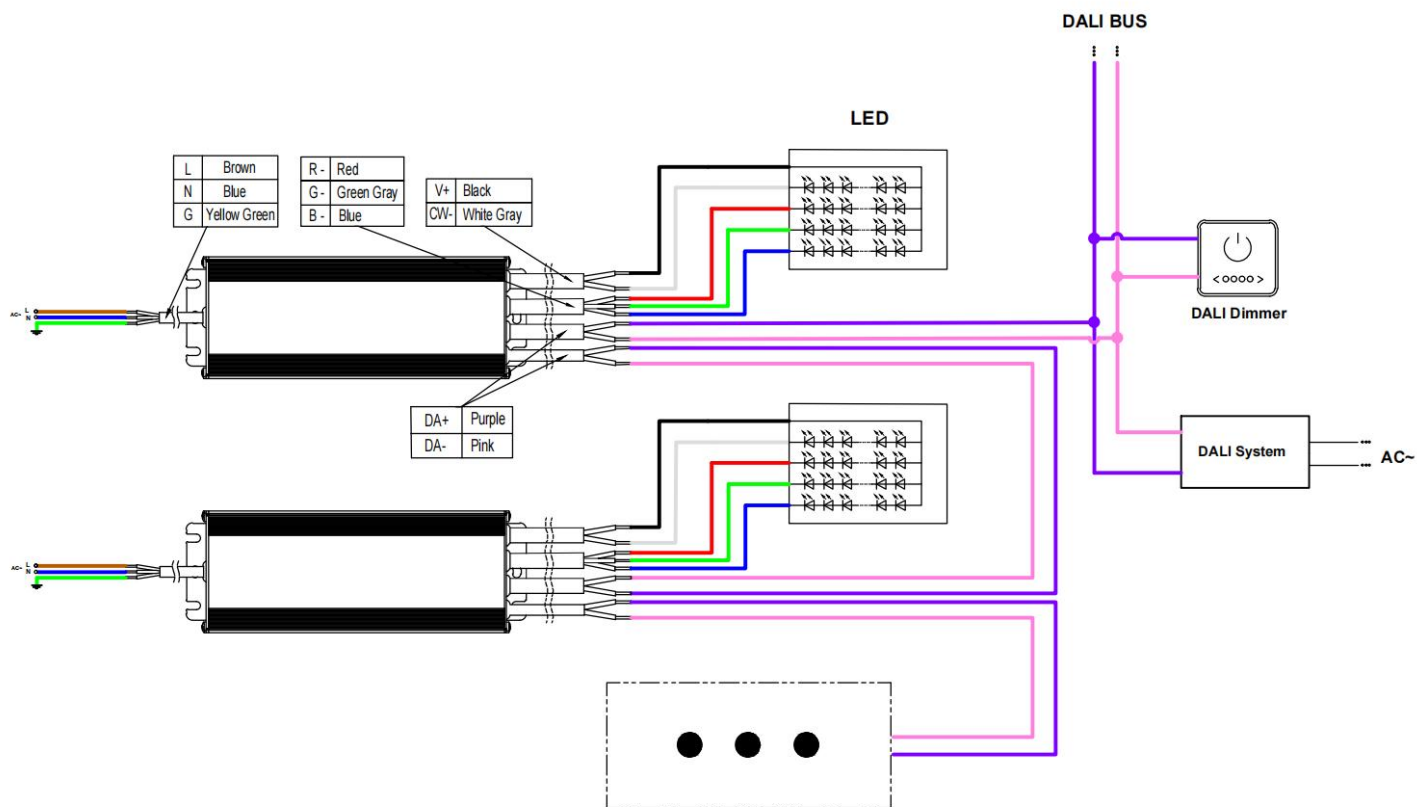 DALI BUS
LED
L Brown
N Blue
G Yellow Green
R - Red
G - Green Gray
B - Blue
V+ Black
CW- White Gray
AC~ L
N
DALI Dimmer
DA+ Purple
DA- Pink
DALI System
AC~
AC~ L
N